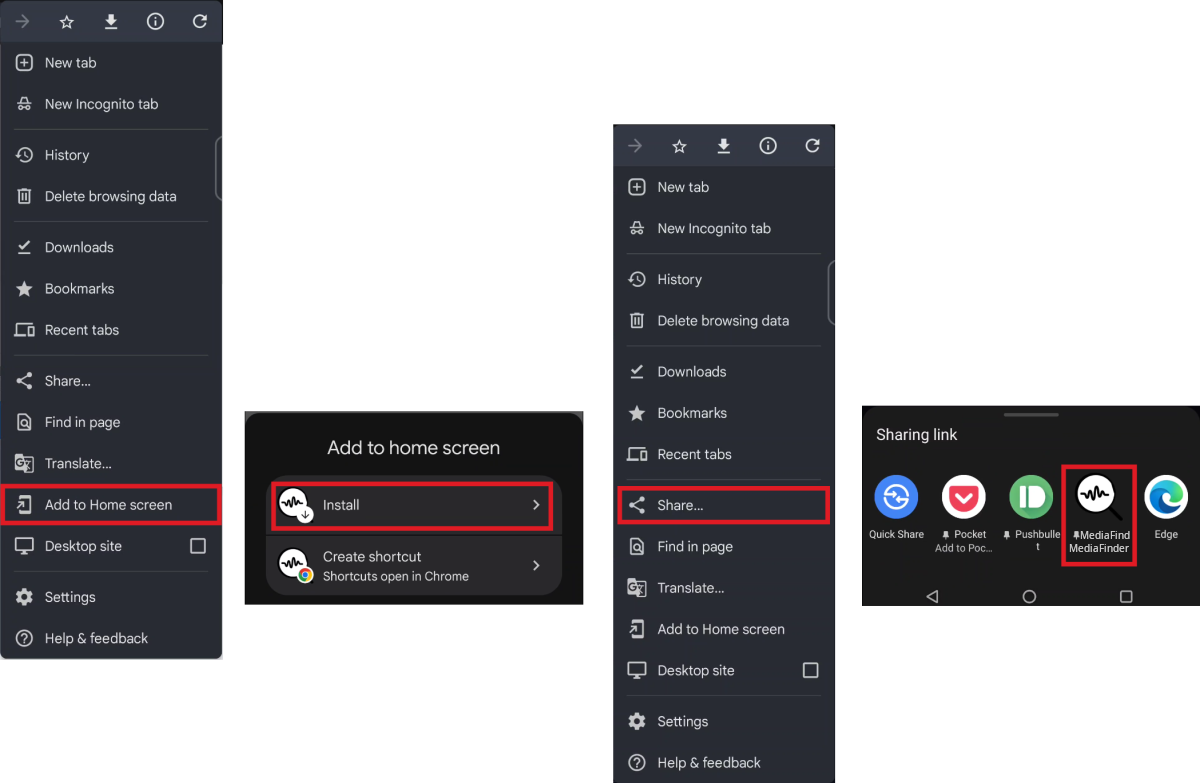 New tab
New Incognito tab
History
Delete browsing data
Downloads
Bookmarks
Recent tabs
Share...
Find in page
Translate...
Add to Home screen
Desktop site
Settings
Help & feedback
Add to home screen
Install
Create shortcut
Shortcuts open in Chrome
New tab
New Incognito tab
History
Delete browsing data
Downloads
Bookmarks
Recent tabs
Share...
Find in page
Translate...
Add to Home screen
Desktop site
Settings
Help & feedback
Sharing link
Quick Share
Pocket
Add to Poc...
Pushbulle
t
MediaFind
MediaFinder
Edge